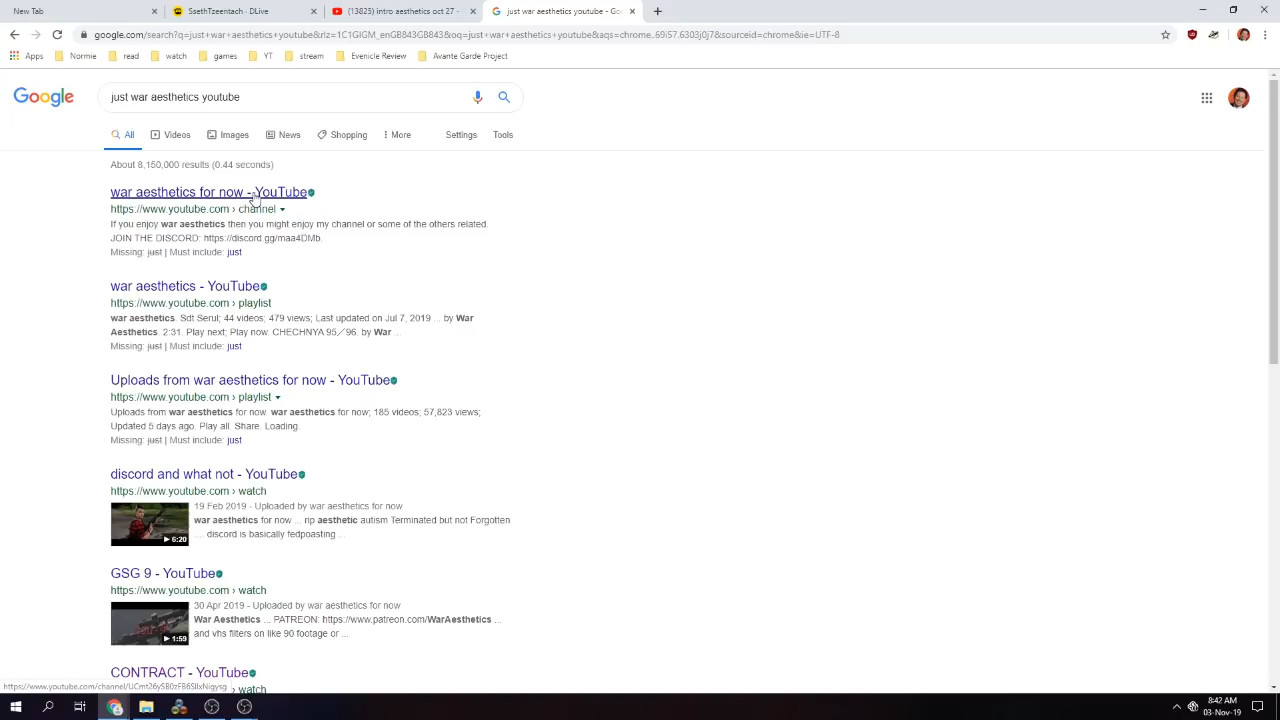 New Tab
SethTzeentach - DLive
(13825) intro aesthetics oct 27 -
just war aesthetics youtube - Goo
google.com/search?q=just+war+aesthetics+youtube&rlz=1C1GIGM_enGB843GB843&oq=just+war+aesthetics+youtube&aqs=chrome..69i57.6303j0j7&sourceid=chrome&ie=UTF-8
Apps Normie read watch games YT stream Evenicle Review Avante Garde Project
Google
just war aesthetics youtube
All Videos Images News Shopping More Settings Tools
About 8,150,000 results (0.44 seconds)
war aesthetics for now - YouTube
https://www.youtube.com › channel
If you enjoy war aesthetics then you might enjoy my channel or some of the others related.
JOIN THE DISCORD: https://discord.gg/maa4DMb.
Missing: just | Must include: just
war aesthetics - YouTube
https://www.youtube.com › playlist
war aesthetics. Sdt Serul; 44 videos; 479 views; Last updated on Jul 7, 2019 ... by War
Aesthetics. 2:31. Play next; Play now. CHECHNYA 95／96. by War ...
Missing: just | Must include: just
Uploads from war aesthetics for now - YouTube
https://www.youtube.com › playlist
Uploads from war aesthetics for now. war aesthetics for now; 185 videos; 57,823 views;
Updated 5 days ago. Play all. Share. Loading.
Missing: just | Must include: just
discord and what not - YouTube
https://www.youtube.com › watch
19 Feb 2019 - Uploaded by war aesthetics for now
war aesthetics for now ... rip aesthetic autism Terminated but not Forgotten
.... discord is basically fedpoasting ...
6:20
GSG 9 - YouTube
https://www.youtube.com › watch
30 Apr 2019 - Uploaded by war aesthetics for now
War Aesthetics ... PATREON: https://www.patreon.com/WarAesthetics ...
and vhs filters on like 90 footage or ...
1:59
CONTRACT - YouTube
https://www.youtube.com › watch
8:42 AM
03-Nov-19